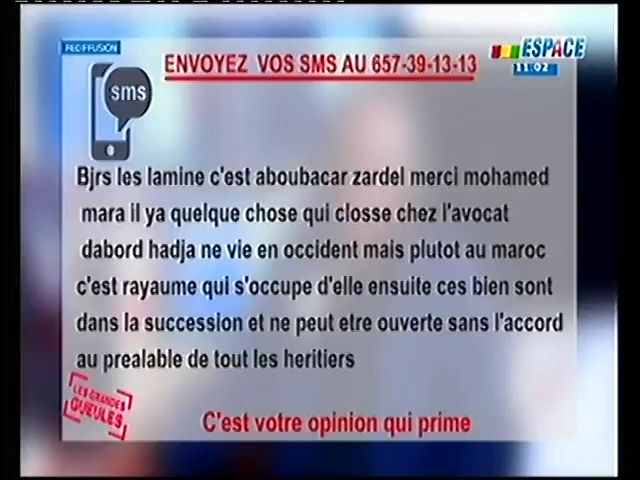 REDIFFUSION
ENVOYEZ VOS SMS AU 657-39-13-13
ESPACE
11:02
sms
Bjrs les lamine c'est aboubacar zardel merci mohamed
mara il ya quelque chose qui closse chez l'avocat
dabord hadja ne vie en occident mais plutot au maroc
c'est rayaume qui s'occupe d'elle ensuite ces bien sont
dans la succession et ne peut etre ouverte sans l'accord
au prealable de tout les heritiers
LES GRANDES
GUEULES
C'est votre opinion qui prime